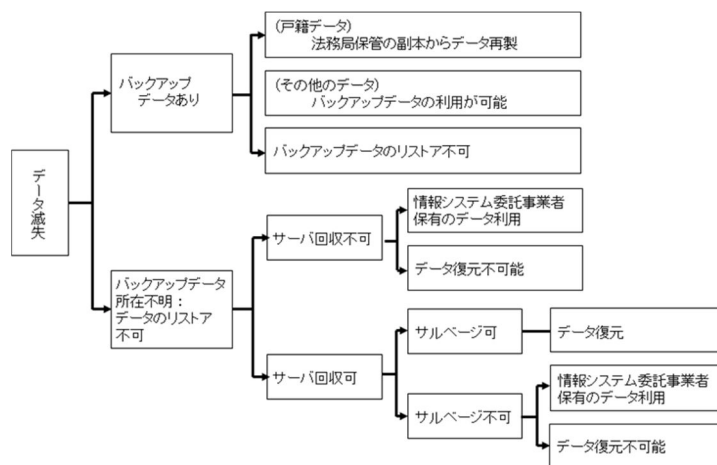 データ滅失
バックアップ
データあり
(戸籍データ)
法務局保管の副本からデータ再製
(その他のデータ)
バックアップデータの利用が可能
バックアップデータのリストア不可
バックアップデータ
所在不明：
データのリストア
不可
サーバ回収不可
情報システム委託事業者
保有のデータ利用
データ復元不可能
サーバ回収可
サルベージ可
データ復元
サルベージ不可
情報システム委託事業者
保有のデータ利用
データ復元不可能